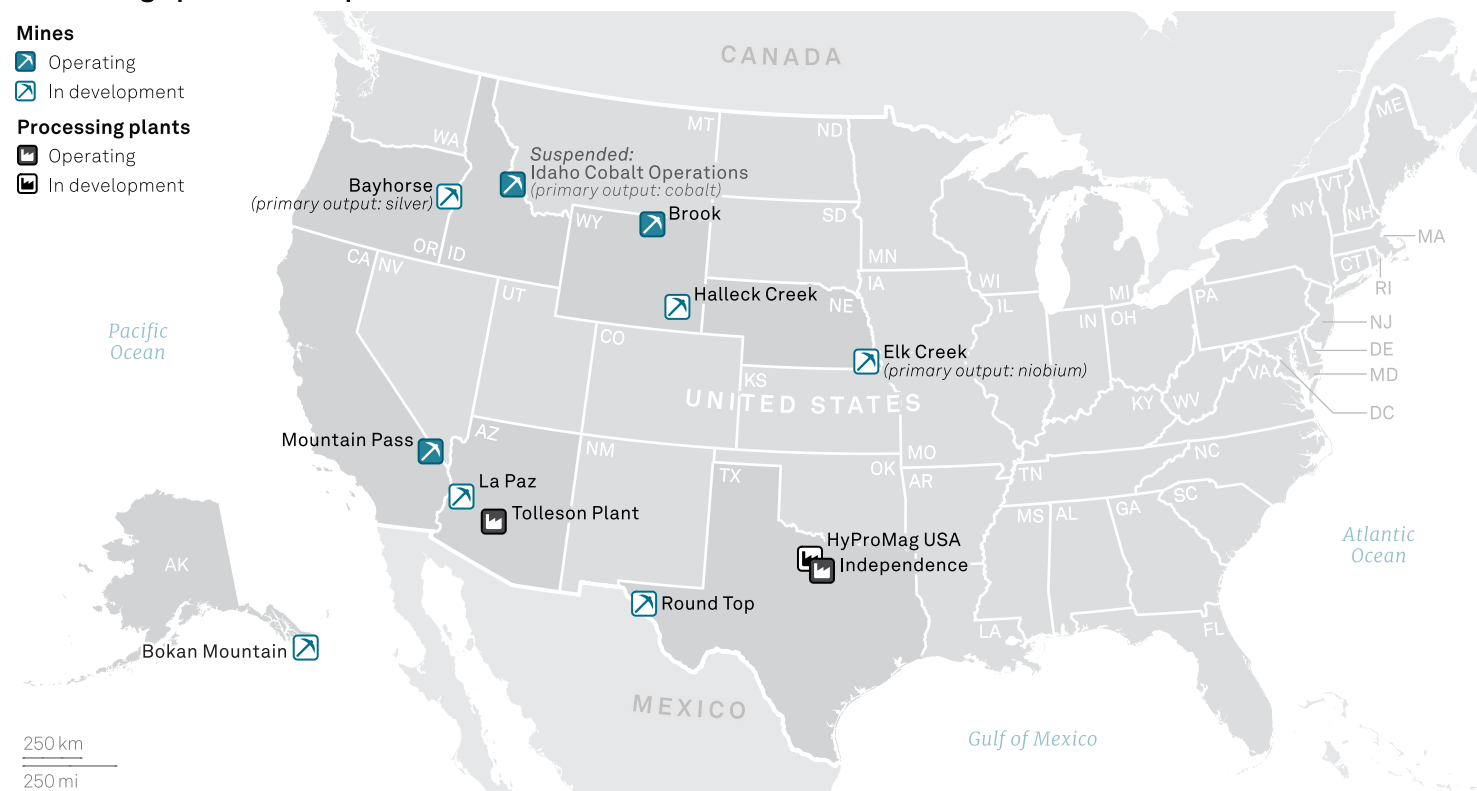 Mines
Operating
In development
Processing plants
Operating
In development
CANADA
WA
MT
ND
ME
Suspended:
Idaho Cobalt Operations
(primary output: cobalt)
Bayhorse
(primary output: silver)
Brook
WY
SD
VT
NY
NH
MA
OR
ID
CA
NV
MN
WI
MI
CT
RI
UT
Halleck Creek
NE
IA
IL
IN
OH
PA
NJ
Pacific
Ocean
CO
Elk Creek
(primary output: niobium)
DE
MD
VA
DC
KS
UNITED STATES
KY
WV
Mountain Pass
AZ
NM
MO
NC
La Paz
TX
OK
AR
TN
SC
Tolleson Plant
MS
AL
GA
HyProMag USA
Independence
Atlantic
Ocean
AK
Round Top
LA
FL
Bokan Mountain
MEXICO
Gulf of Mexico
250 km
250 mi